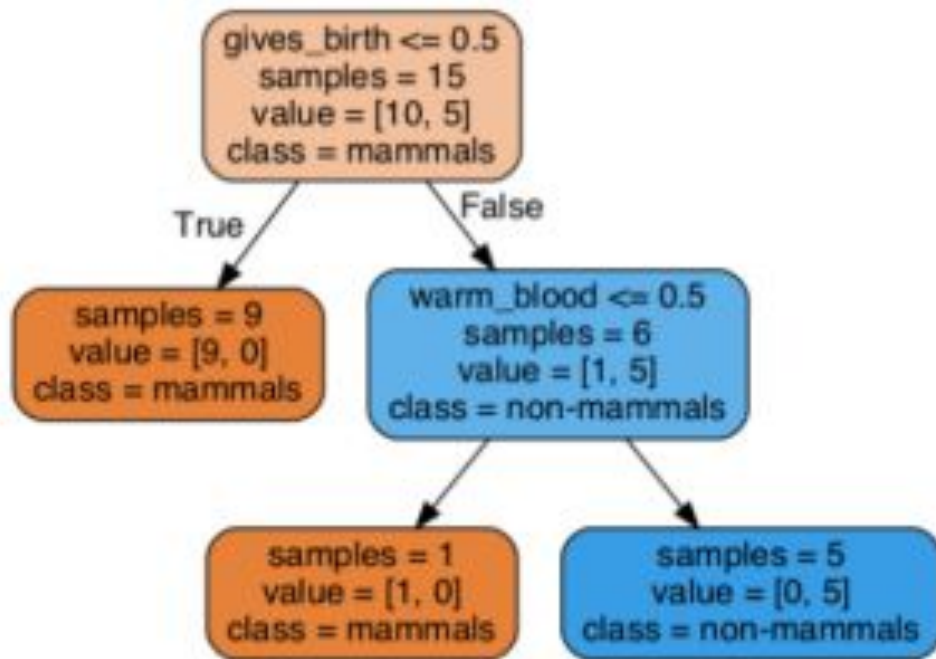 gives_birth <= 0.5
samples = 15
value = [10, 5]
class = mammals
True
False
samples = 9
value = [9, 0]
class = mammals
warm_blood <= 0.5
samples = 6
value = [1, 5]
class = non-mammals
samples = 1
value = [1, 0]
class = mammals
samples = 5
value = [0, 5]
class = non-mammals